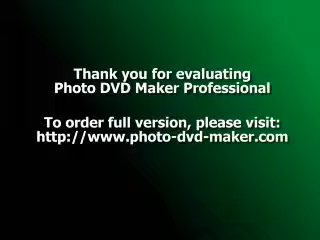 Thank you for evaluating
Photo DVD Maker Professional
To order full version, please visit:
http://www.photo-dvd-maker.com